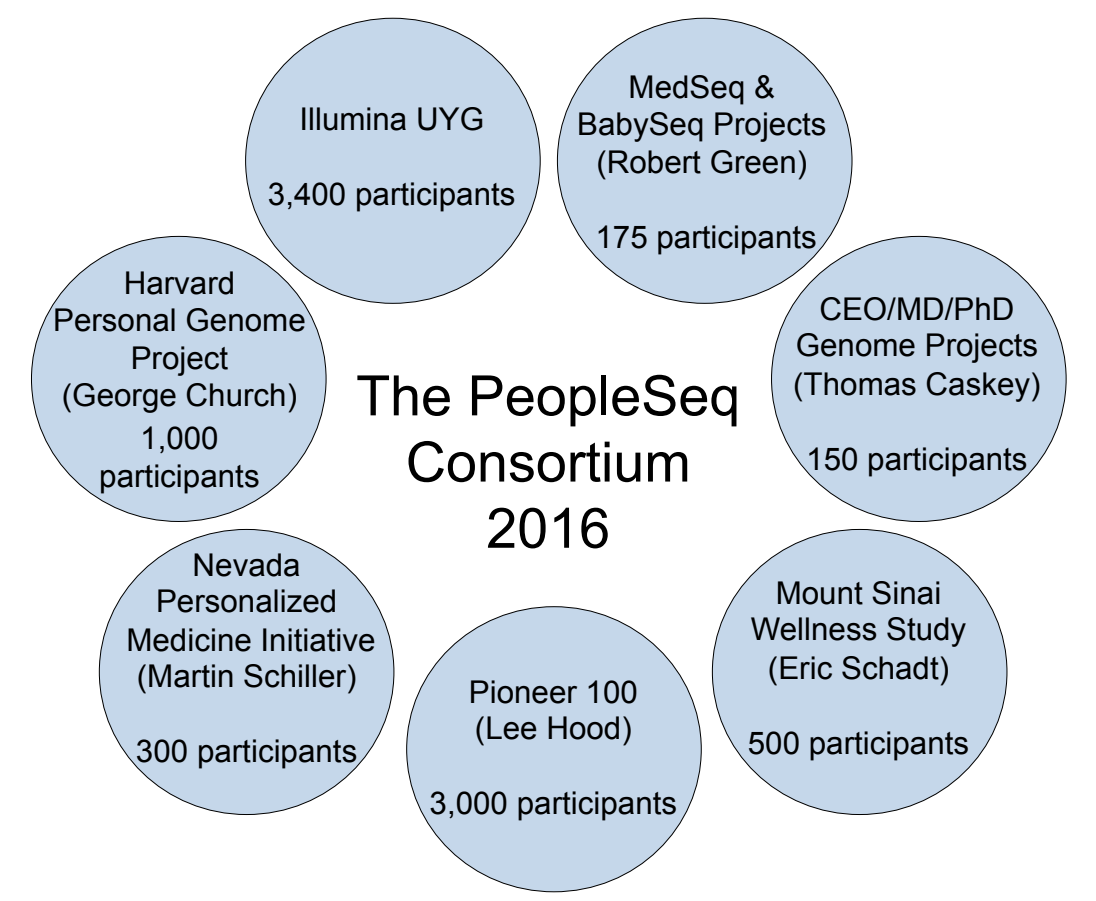 Illumina UYG
3,400 participants
MedSeq &
BabySeq Projects
(Robert Green)
175 participants
Harvard
Personal Genome
Project
(George Church)
1,000
participants
The PeopleSeq
Consortium
2016
CEO/MD/PhD
Genome Projects
(Thomas Caskey)
150 participants
Nevada
Personalized
Medicine Initiative
(Martin Schiller)
300 participants
Pioneer 100
(Lee Hood)
3,000 participants
Mount Sinai
Wellness Study
(Eric Schadt)
500 participants